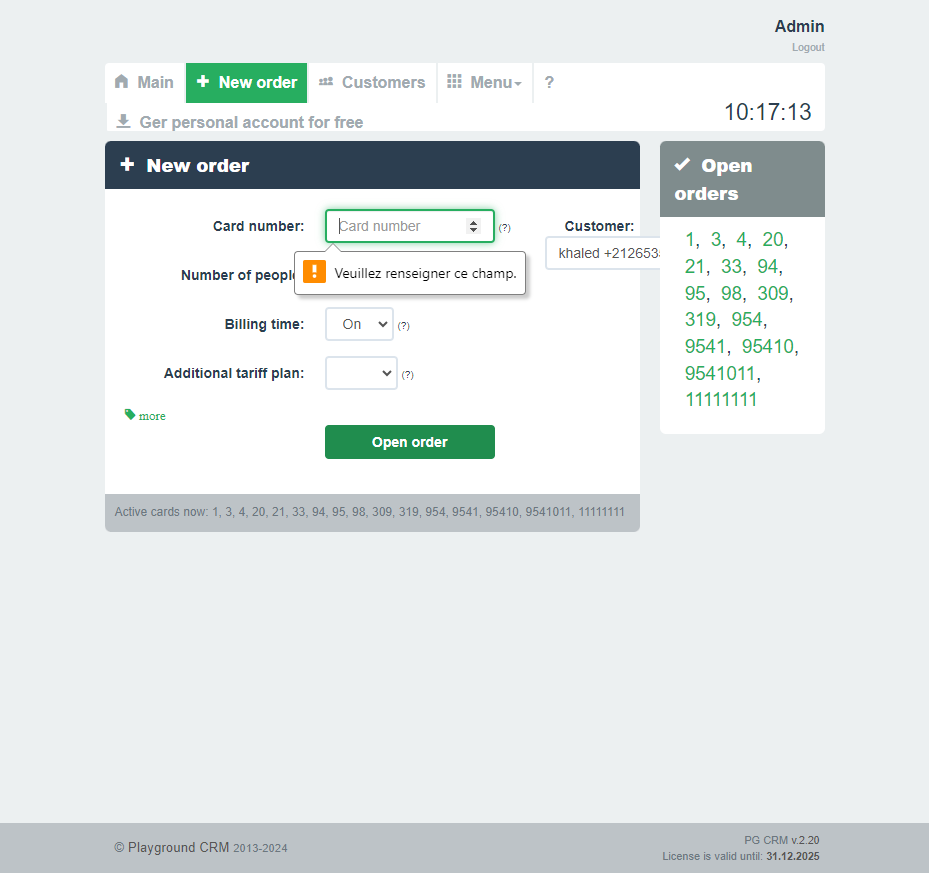 Admin
Logout
Main
New order
Customers
Menu
?
Ger personal account for free
10:17:13
New order
Open orders
Card number:
Card number
(?)
Customer:
khaled +212653
Veuillez renseigner ce champ.
Number of people
Billing time:
On
(?)
Additional tariff plan:
(?)
more
Open order
Active cards now: 1, 3, 4, 20, 21, 33, 94, 95, 98, 309, 319, 954, 9541, 95410, 9541011, 11111111
1, 3, 4, 20,
21, 33, 94,
95, 98, 309,
319, 954,
9541, 95410,
9541011,
11111111
© Playground CRM 2013-2024
PG CRM v.2.20
License is valid until: 31.12.2025